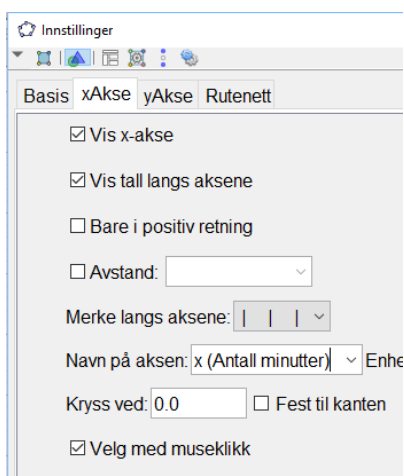 Innstillinger
Basis xAkse yAkse Rutenett
Vis x-akse
Vis tall langs aksene
Bare i positiv retning
Avstand:
Merke langs aksene: | | |
Navn på aksen: x (Antall minutter) Enhe
Kryss ved: 0.0 Fest til kanten
Velg med museklikk